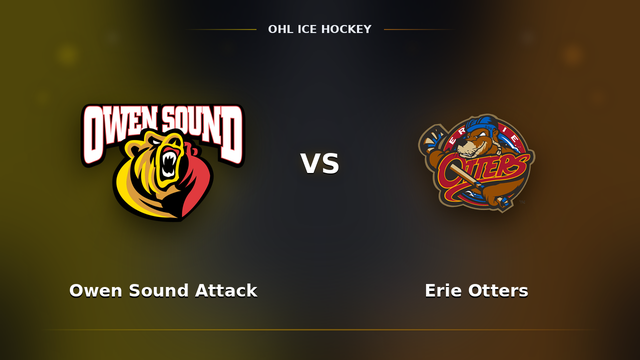 OHL ICE HOCKEY
OWEN SOUND
ERIE
OTTERS
VS
Owen Sound Attack
Erie Otters